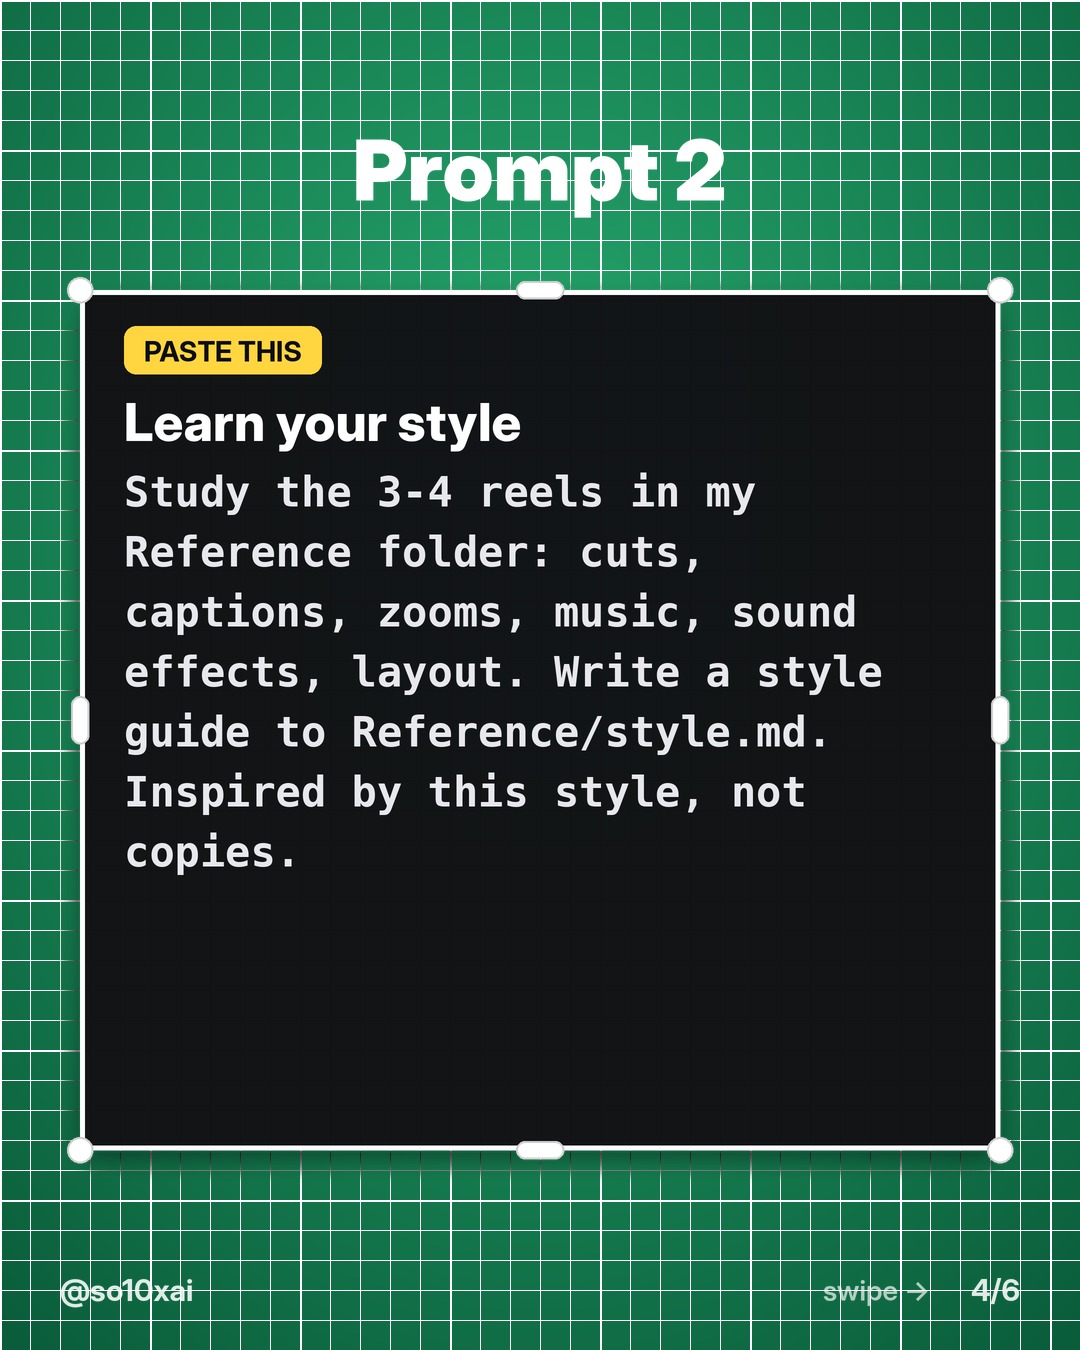 Prompt 2
PASTE THIS
Learn your style
Study the 3-4 reels in my
Reference folder: cuts,
captions, zooms, music, sound
effects, layout. Write a style
guide to Reference/style.md.
Inspired by this style, not
copies.
@so10xai
swipe → 4/6